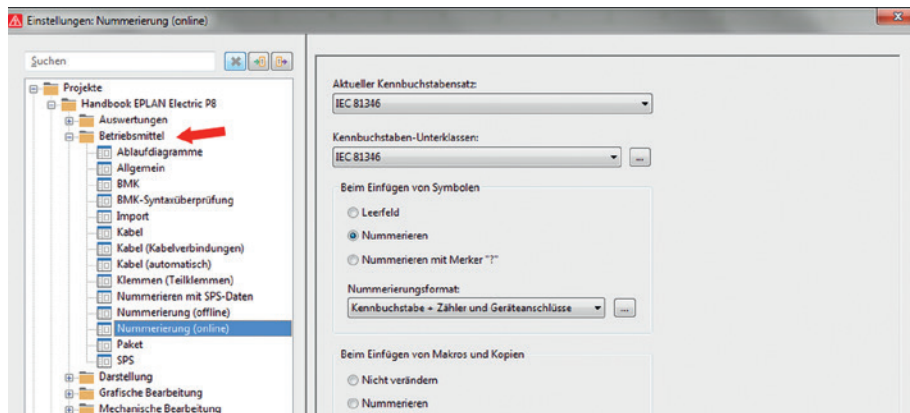 Einstellungen: Nummerierung (online)
Suchen
Projekte
Handbook EPLAN Electric P8
Auswertungen
Betriebsmittel
Ablaufdiagramme
Allgemein
BMK
BMK-Syntaxüberprüfung
Import
Kabel
Kabel (Kabelverbindungen)
Kabel (automatisch)
Klemmen (Teilklemmen)
Nummerieren mit SPS-Daten
Nummerierung (offline)
Nummerierung (online)
Paket
SPS
Darstellung
Grafische Bearbeitung
Mechanische Bearbeitung
Aktueller Kennbuchstabensatz:
IEC 81346
Kennbuchstaben-Unterklassen:
IEC 81346
...
Beim Einfügen von Symbolen
Leerfeld
Nummerieren
Nummerieren mit Merker "?"
Nummerierungsformat:
Kennbuchstabe + Zähler und Geräteanschlüsse
...
Beim Einfügen von Makros und Kopien
Nicht verändern
Nummerieren